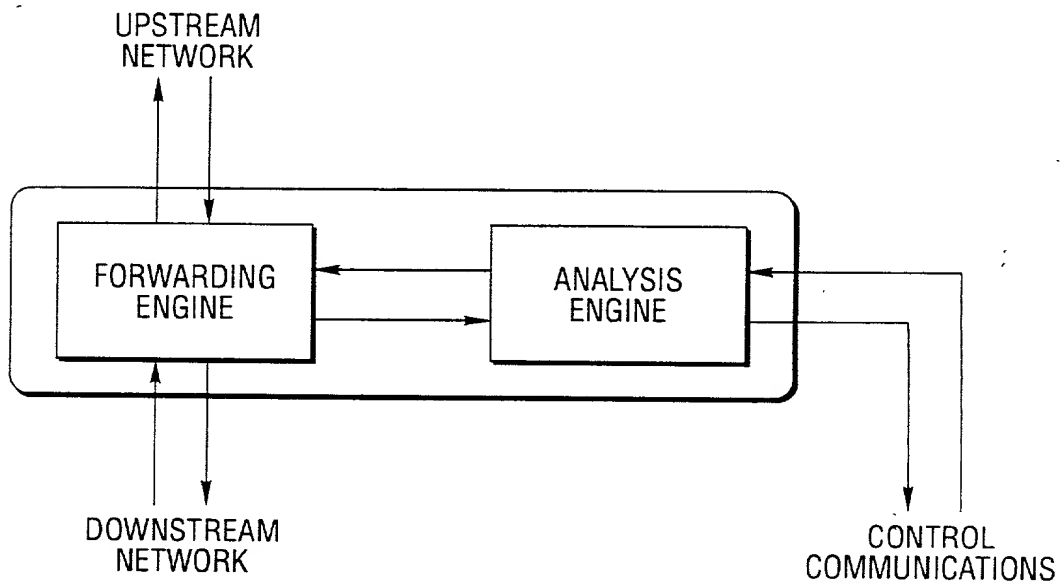 UPSTREAM
NETWORK
FORWARDING
ENGINE
ANALYSIS
ENGINE
DOWNSTREAM
NETWORK
CONTROL
COMMUNICATIONS